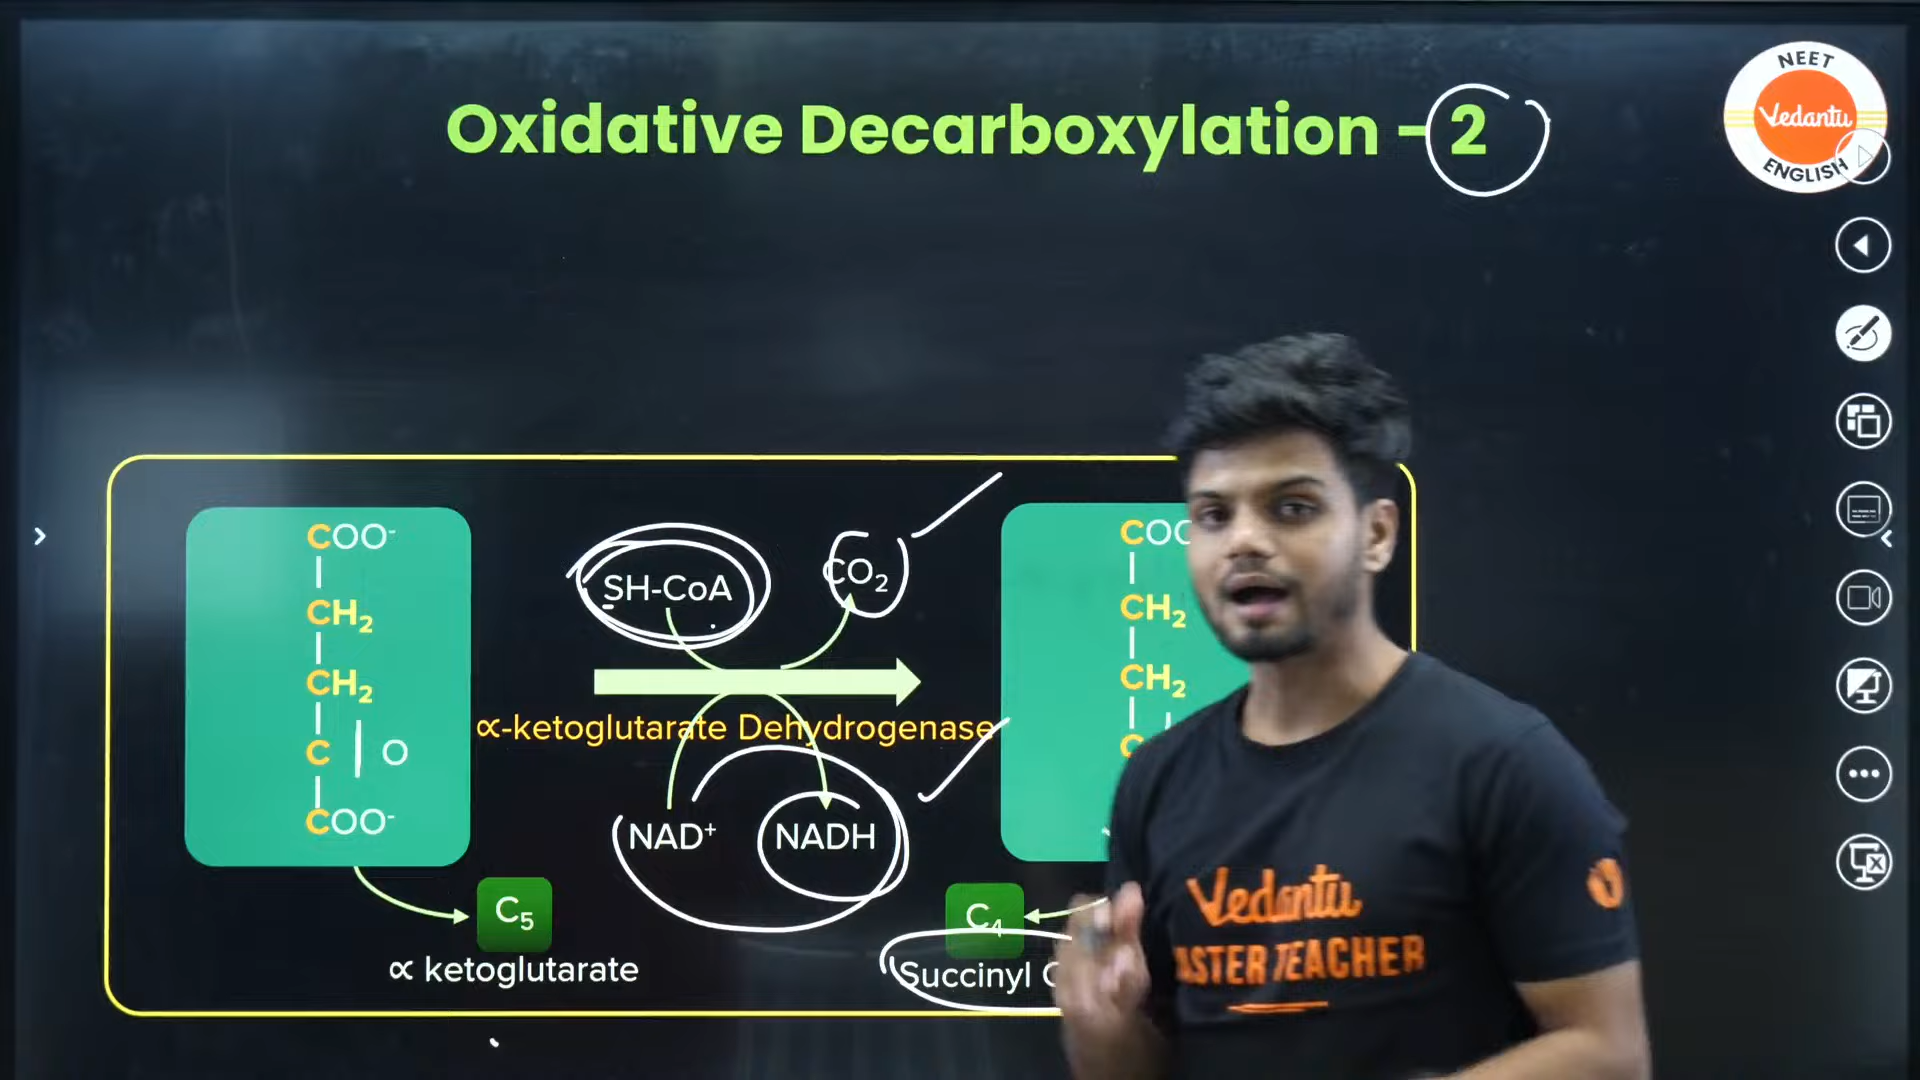 Oxidative Decarboxylation - 2
NEET
Vedantu
ENGLISH
COO-
CH2
CH2
C O
COO-
SH-CoA
CO2
∝-ketoglutarate Dehydrogenase
NAD+
NADH
CH2
CH2
C5
∝ ketoglutarate
C4
Succinyl
Vedantu
TEACHER